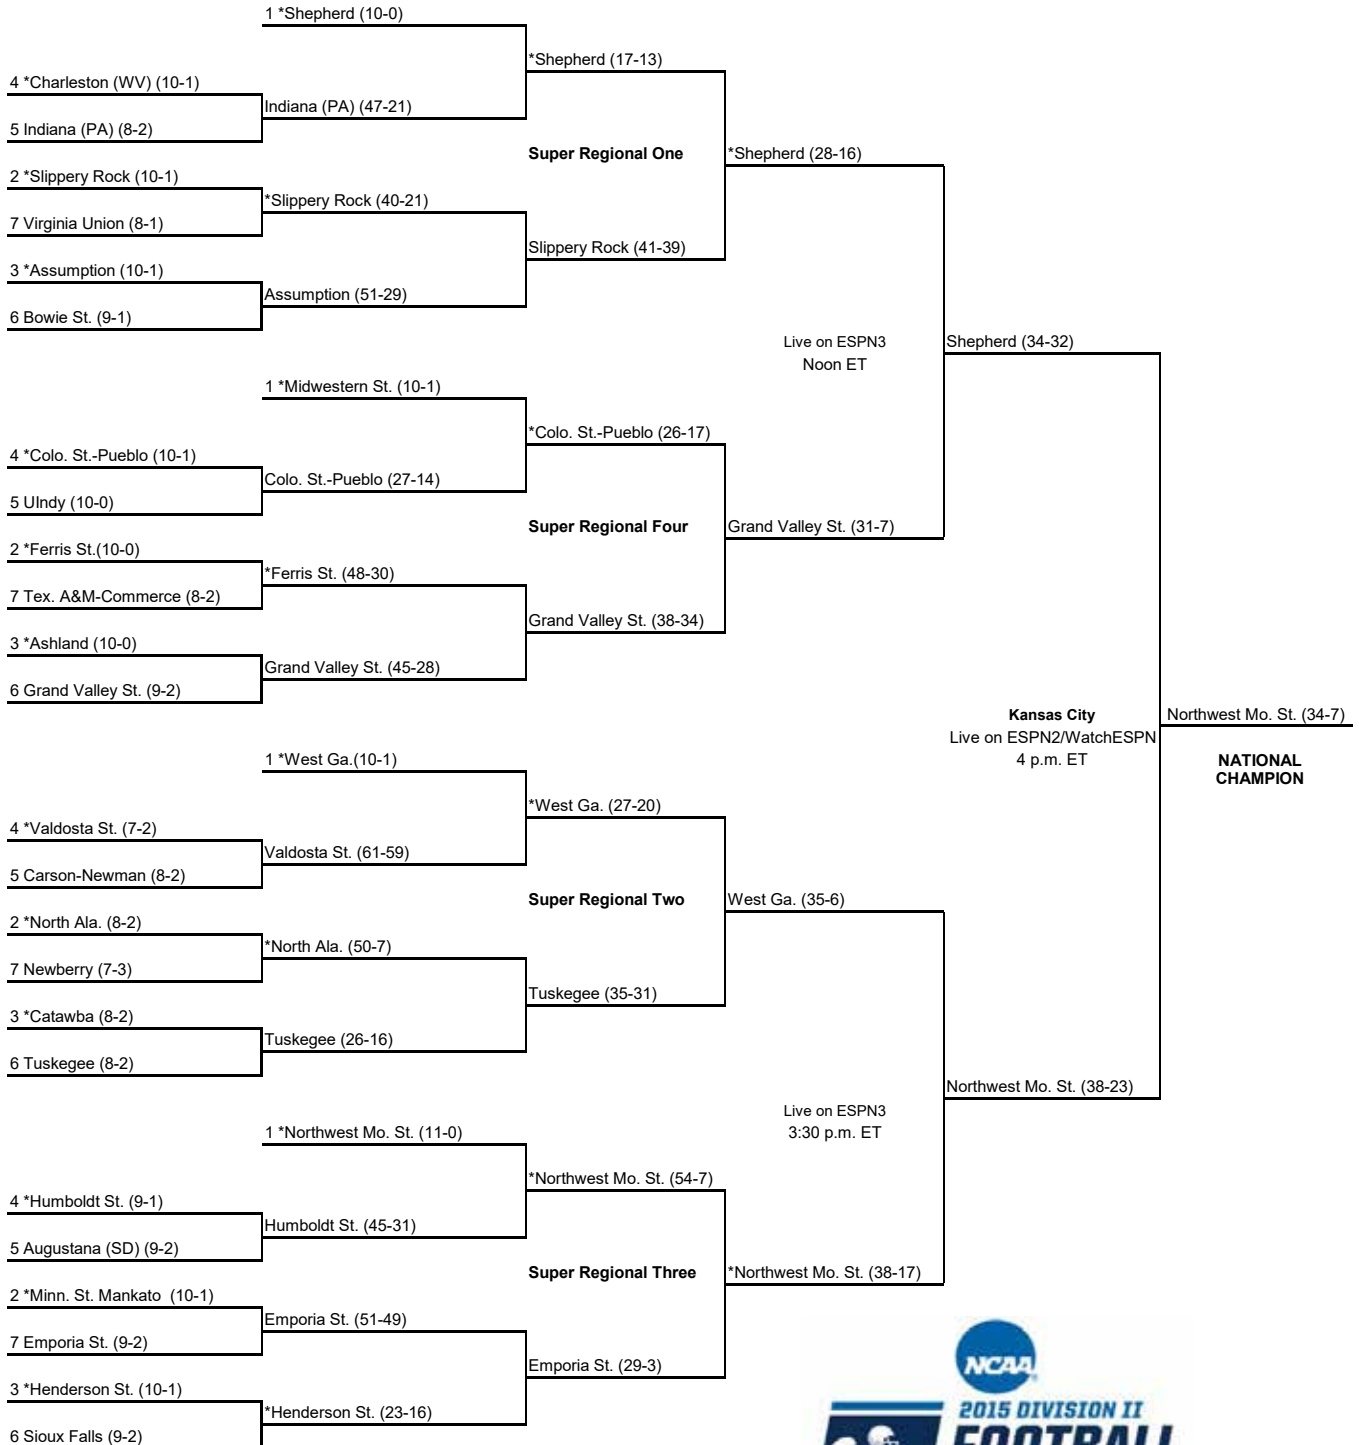 1 *Shepherd (10-0)
*Shepherd (17-13)
4 *Charleston (WV) (10-1)
Indiana (PA) (47-21)
5 Indiana (PA) (8-2)
Super Regional One
*Shepherd (28-16)
2 *Slippery Rock (10-1)
*Slippery Rock (40-21)
7 Virginia Union (8-1)
Slippery Rock (41-39)
3 *Assumption (10-1)
Assumption (51-29)
6 Bowie St. (9-1)
Live on ESPN3
Noon ET
Shepherd (34-32)
1 *Midwestern St. (10-1)
*Colo. St.-Pueblo (26-17)
4 *Colo. St.-Pueblo (10-1)
Colo. St.-Pueblo (27-14)
5 UIndy (10-0)
Super Regional Four
Grand Valley St. (31-7)
2 *Ferris St.(10-0)
*Ferris St. (48-30)
7 Tex. A&M-Commerce (8-2)
Grand Valley St. (38-34)
3 *Ashland (10-0)
Grand Valley St. (45-28)
6 Grand Valley St. (9-2)
Kansas City
Live on ESPN2/WatchESPN
4 p.m. ET
Northwest Mo. St. (34-7)
NATIONAL
CHAMPION
1 *West Ga.(10-1)
*West Ga. (27-20)
4 *Valdosta St. (7-2)
Valdosta St. (61-59)
5 Carson-Newman (8-2)
Super Regional Two
West Ga. (35-6)
2 *North Ala. (8-2)
*North Ala. (50-7)
7 Newberry (7-3)
Tuskegee (35-31)
3 *Catawba (8-2)
Tuskegee (26-16)
6 Tuskegee (8-2)
Northwest Mo. St. (38-23)
Live on ESPN3
3:30 p.m. ET
1 *Northwest Mo. St. (11-0)
*Northwest Mo. St. (54-7)
4 *Humboldt St. (9-1)
Humboldt St. (45-31)
5 Augustana (SD) (9-2)
Super Regional Three
*Northwest Mo. St. (38-17)
2 *Minn. St. Mankato (10-1)
Emporia St. (51-49)
7 Emporia St. (9-2)
Emporia St. (29-3)
3 *Henderson St. (10-1)
*Henderson St. (23-16)
6 Sioux Falls (9-2)
NCAA
2015 DIVISION II
FOOTBALL